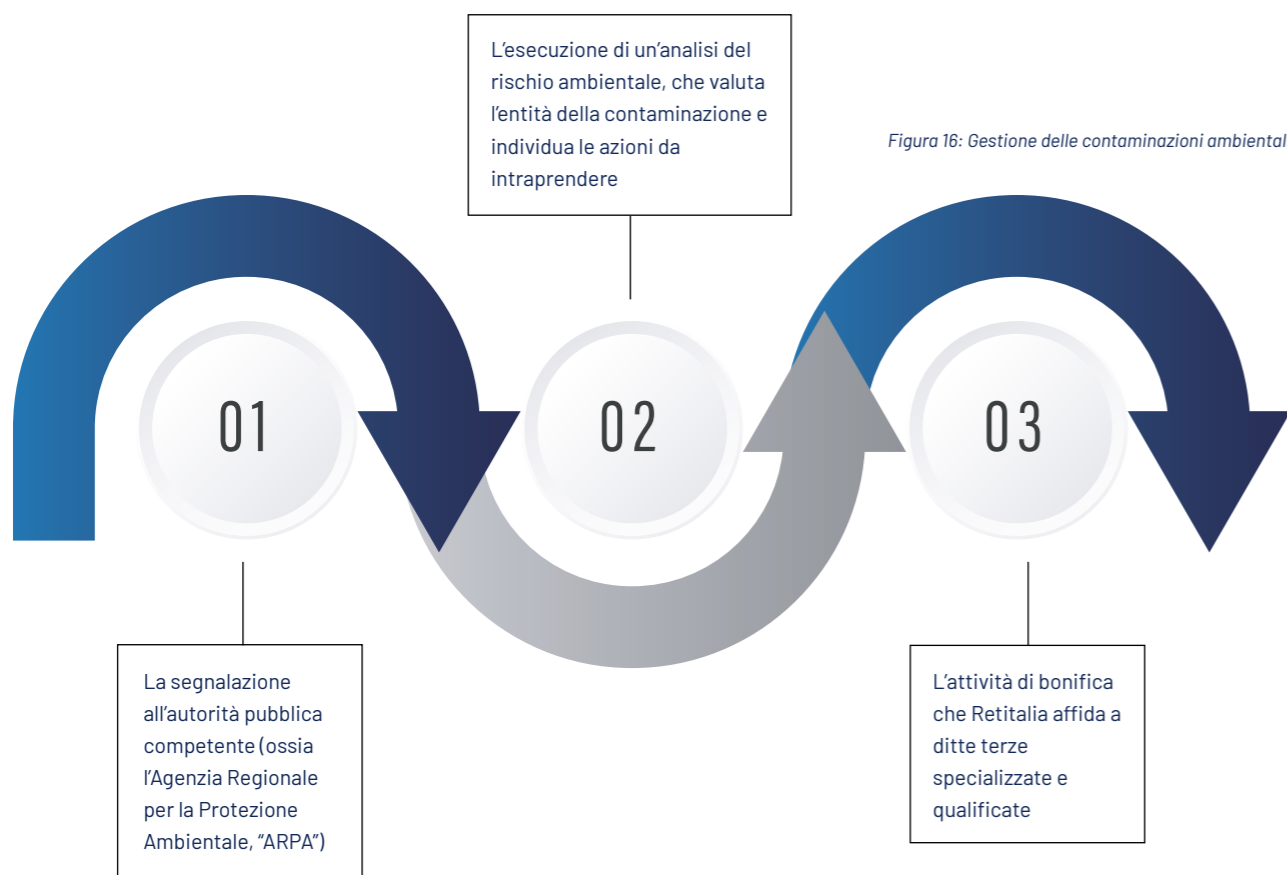 L'esecuzione di un'analisi del
rischio ambientale, che valuta
l'entità della contaminazione e
individua le azioni da
intraprendere
Figura 16: Gestione delle contaminazioni ambiental
01
02
03
La segnalazione
all'autorità pubblica
competente (ossia
l'Agenzia Regionale
per la Protezione
Ambientale, "ARPA")
L'attività di bonifica
che Retitalia affida a
ditte terze
specializzate e
qualificate